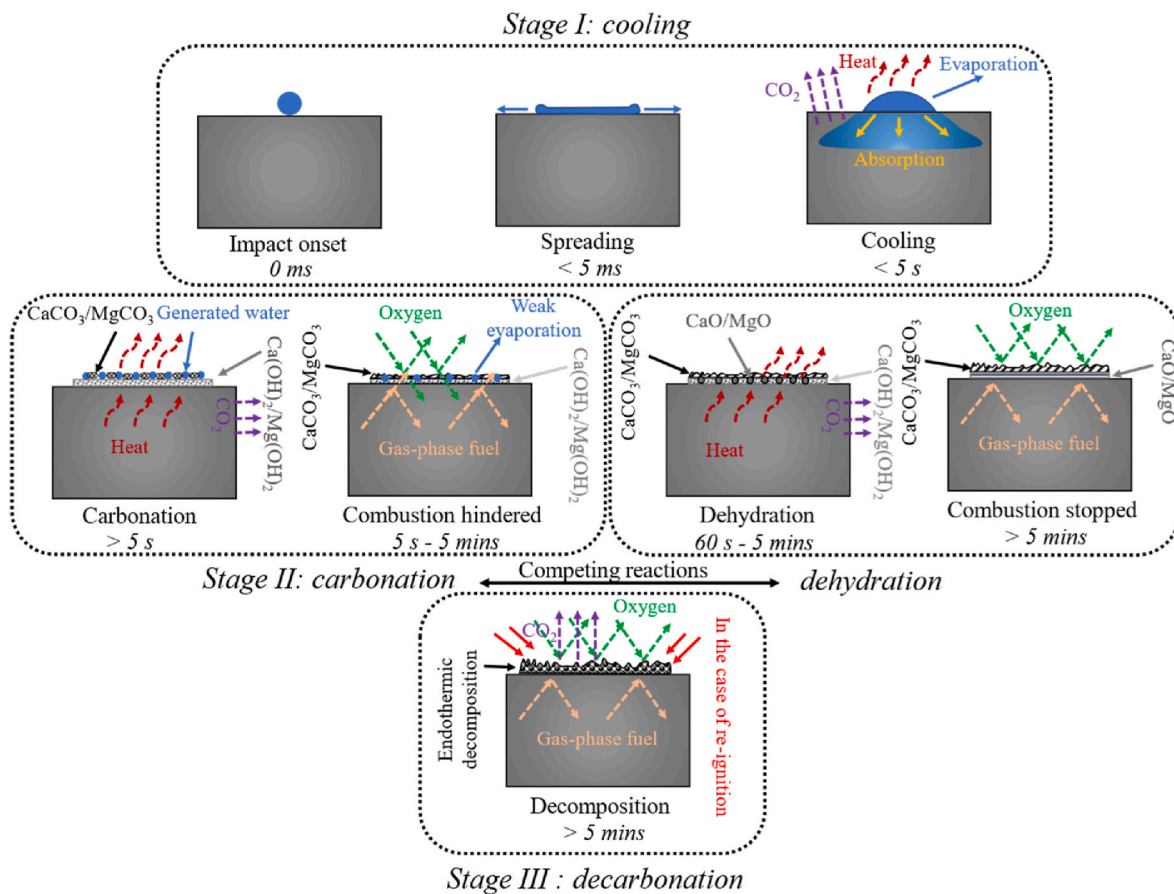 Stage I: cooling
Heat
Evaporation
CO2
Absorption
Impact onset
0 ms
Spreading
< 5 ms
Cooling
< 5 s
CaCO3/MgCO3
Generated water
Heat
CO2
Ca(OH)2/Mg(OH)2
Carbonation
> 5 s
CaCO3/MgCO3
Oxygen
Weak
evaporation
Gas-phase fuel
Ca(OH)2/Mg(OH)2
Combustion hindered
5 s - 5 mins
CaCO3/MgCO3
CaO/MgO
Heat
CO2
Ca(OH)2/Mg(OH)2
Dehydration
60 s - 5 mins
CaCO3/MgCO3
Oxygen
Gas-phase fuel
CaO/MgO
Combustion stopped
> 5 mins
Stage II: carbonation
Competing reactions
dehydration
Endothermic
decomposition
CO2
Oxygen
Gas-phase fuel
In the case of re-ignition
Decomposition
> 5 mins
Stage III : decarbonation